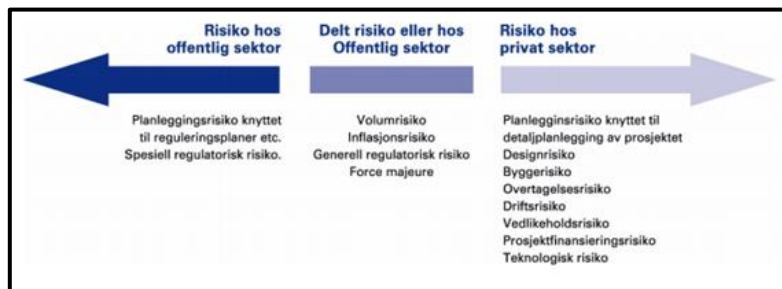 Risiko hos
offentlig sektor
Delt risiko eller hos
Offentlig sektor
Risiko hos
privat sektor
Planleggingsrisiko knyttet
til reguleringsplaner etc.
Spesiell regulatorisk risiko.
Volumrisiko
Inflasjonsrisiko
Generell regulatorisk risiko
Force majeure
Planlegginsrisiko knyttet til
detaljplanlegging av prosjektet
Designrisiko
Byggerisiko
Overtagelsesrisiko
Driftsrisiko
Vedlikeholdsrisiko
Prosjektfinansieringsrisiko
Teknologisk risiko